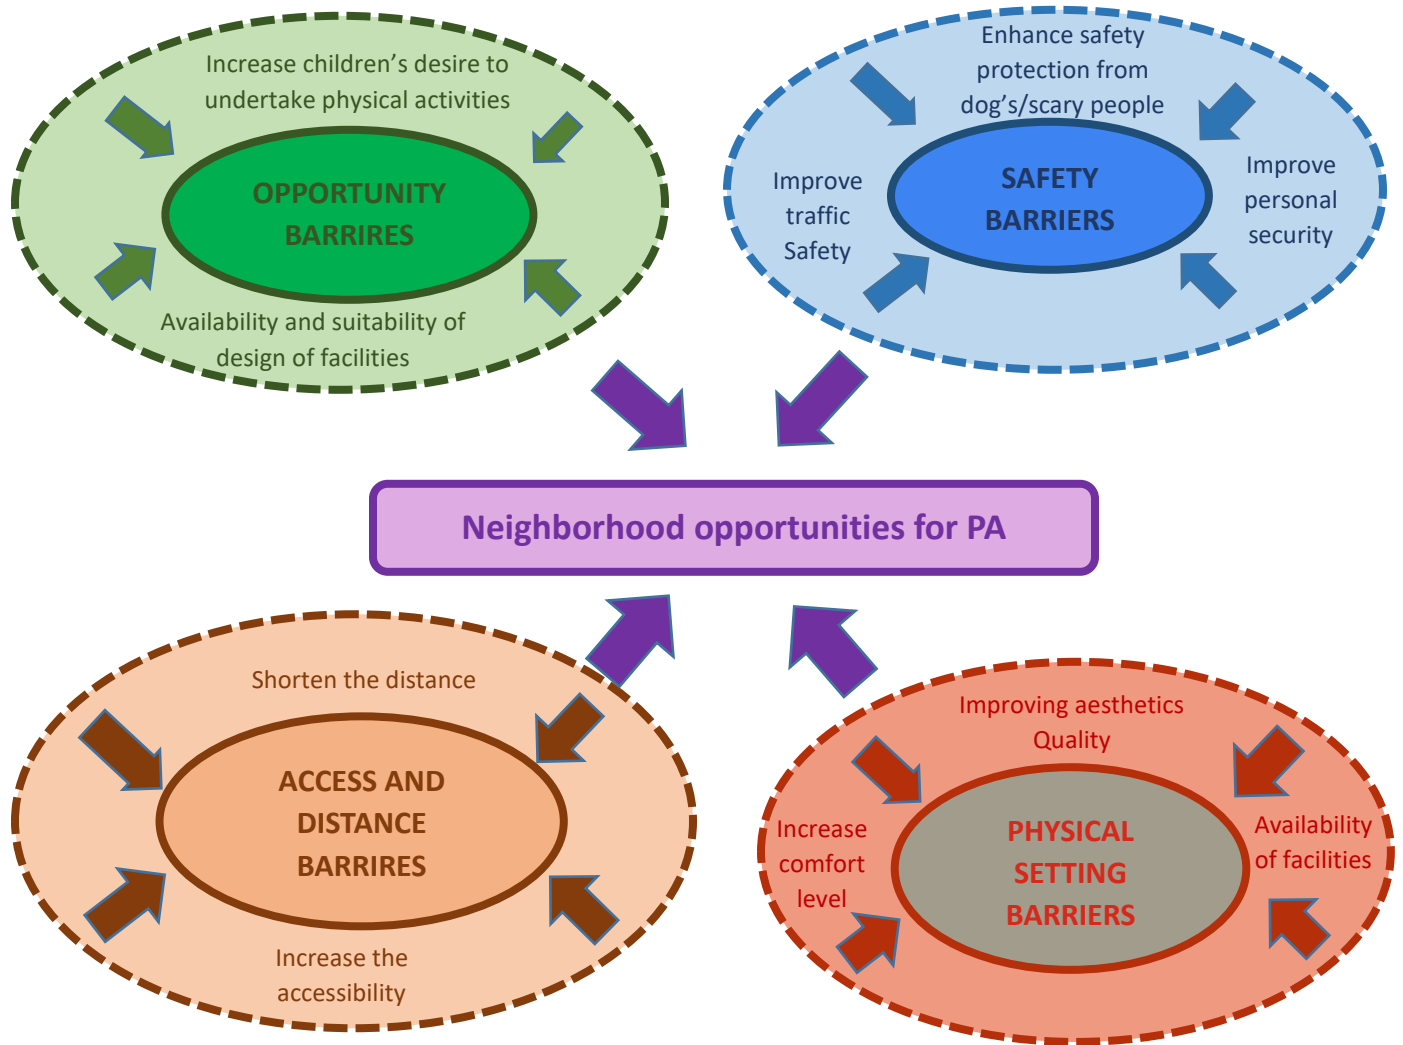 Increase children's desire to
undertake physical activities
OPPORTUNITY
BARRIRES
Availability and suitability of
design of facilities
Enhance safety
protection from
dog's/scary people
Improve
traffic
Safety
SAFETY
BARRIERS
Improve
personal
security
Neighborhood opportunities for PA
Shorten the distance
ACCESS AND
DISTANCE
BARRIRES
Increase the
accessibility
Improving aesthetics
Quality
Increase
comfort
level
PHYSICAL
SETTING
BARRIERS
Availability
of facilities